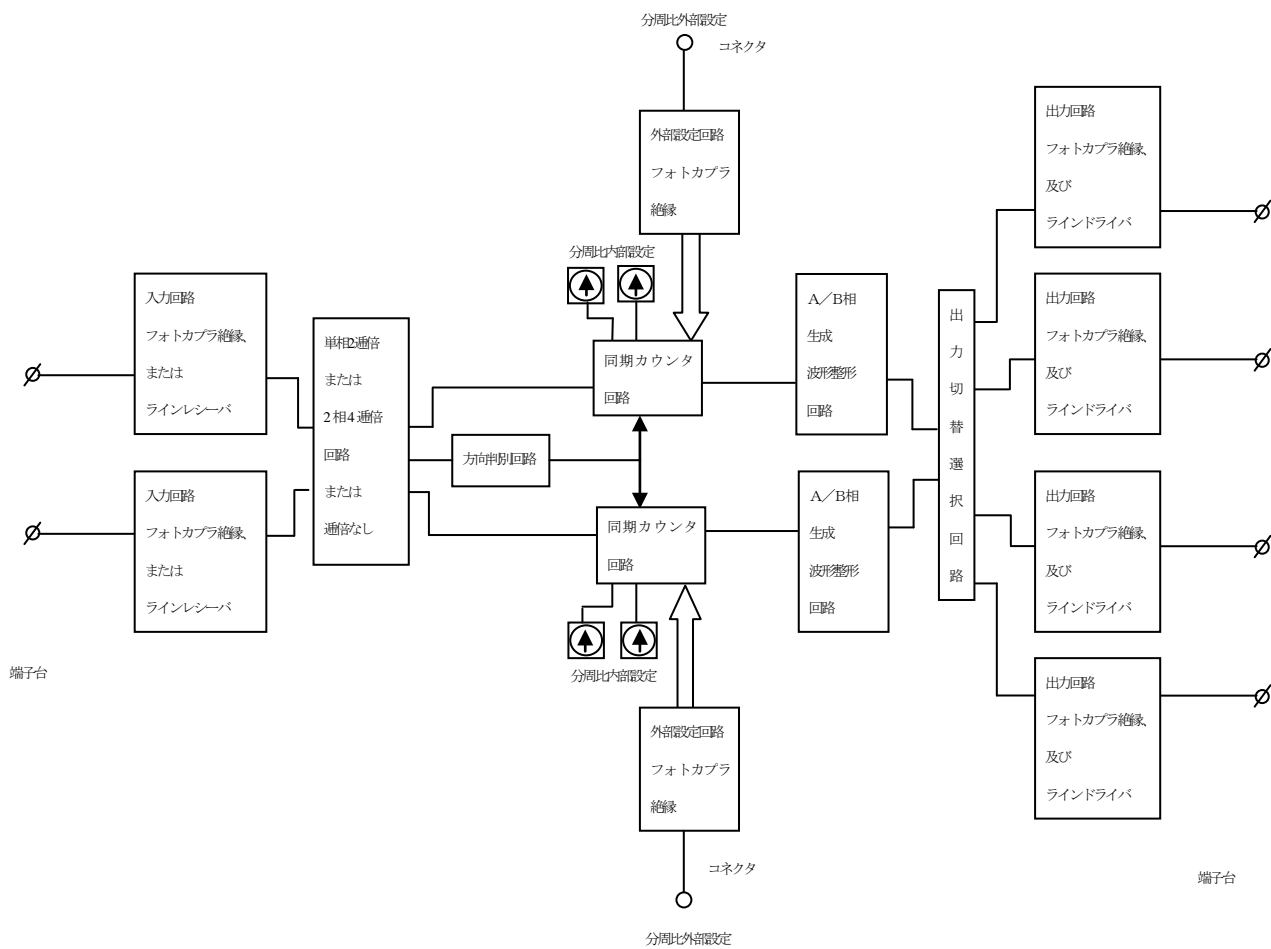 分周比外部設定
コネクタ
外部設定回路
フォトカプラ
絶縁
分周比内部設定
入力回路
フォトカプラ絶縁、
または
ラインレシーバ
入力回路
フォトカプラ絶縁、
または
ラインレシーバ
端子台
単相2逓倍
または
2相4逓倍
回路
または
逓倍なし
方向判別回路
同期カウンタ
回路
同期カウンタ
回路
分周比内部設定
外部設定回路
フォトカプラ
絶縁
コネクタ
分周比外部設定
A/B相
生成
波形整形
回路
A/B相
生成
波形整形
回路
出
力
切
替
選
択
回
路
出力回路
フォトカプラ絶縁、
及び
ラインドライバ
出力回路
フォトカプラ絶縁、
及び
ラインドライバ
出力回路
フォトカプラ絶縁、
及び
ラインドライバ
出力回路
フォトカプラ絶縁、
及び
ラインドライバ
端子台